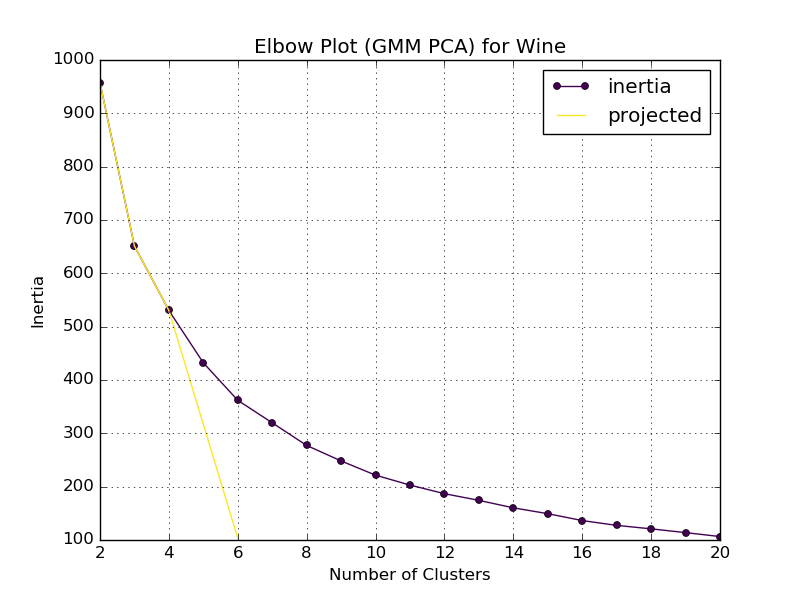 Elbow Plot (GMM PCA) for Wine
1000
900
800
700
600
500
400
300
200
100
Inertia
inertia
projected
2 4 6 8 10 12 14 16 18 20
Number of Clusters